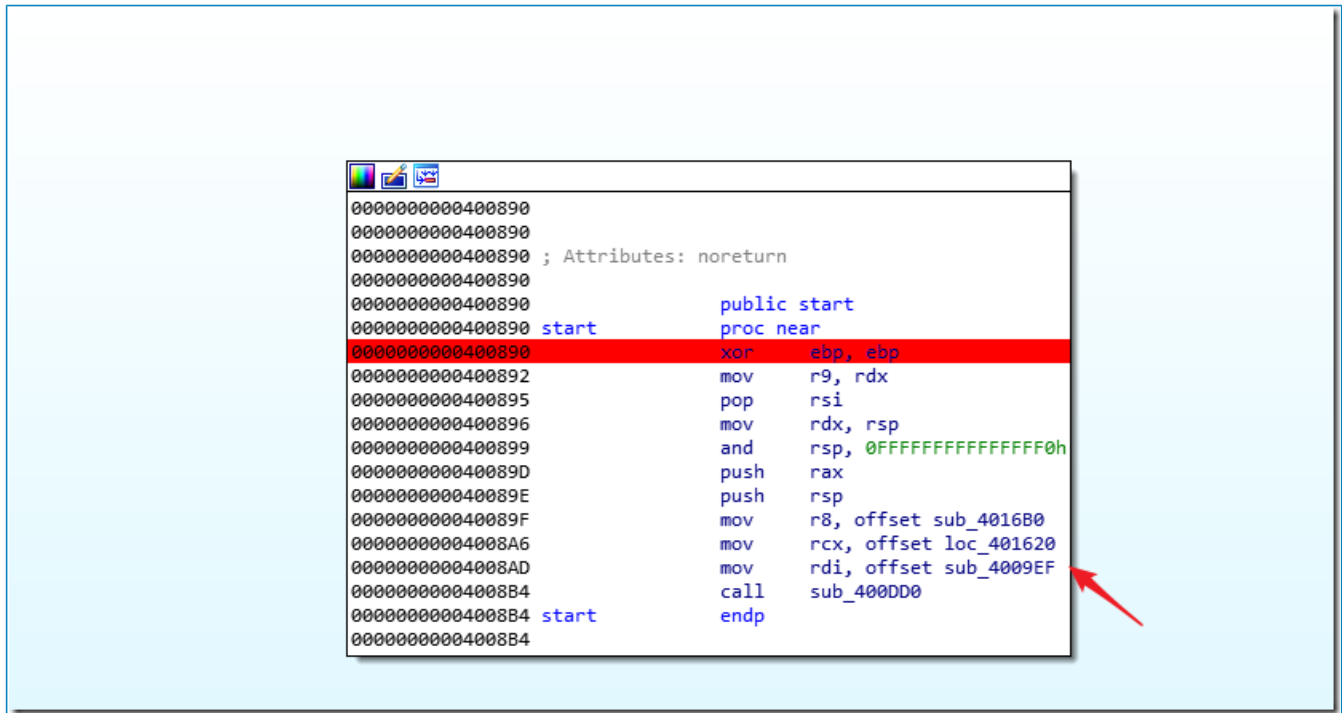 0000000000400890
0000000000400890
0000000000400890 ; Attributes: noreturn
0000000000400890
0000000000400890 public start
0000000000400890 start proc near
0000000000400890 xor ebp, ebp
0000000000400892 mov r9, rdx
0000000000400895 pop rsi
0000000000400896 mov rdx, rsp
0000000000400899 and rsp, 0FFFFFFFFFFFFFFF0h
000000000040089D push rax
000000000040089E push rsp
000000000040089F mov r8, offset sub_4016B0
00000000004008A6 mov rcx, offset loc_401620
00000000004008AD mov rdi, offset sub_4009EF
00000000004008B4 call sub_400DD0
00000000004008B4 start endp
00000000004008B4